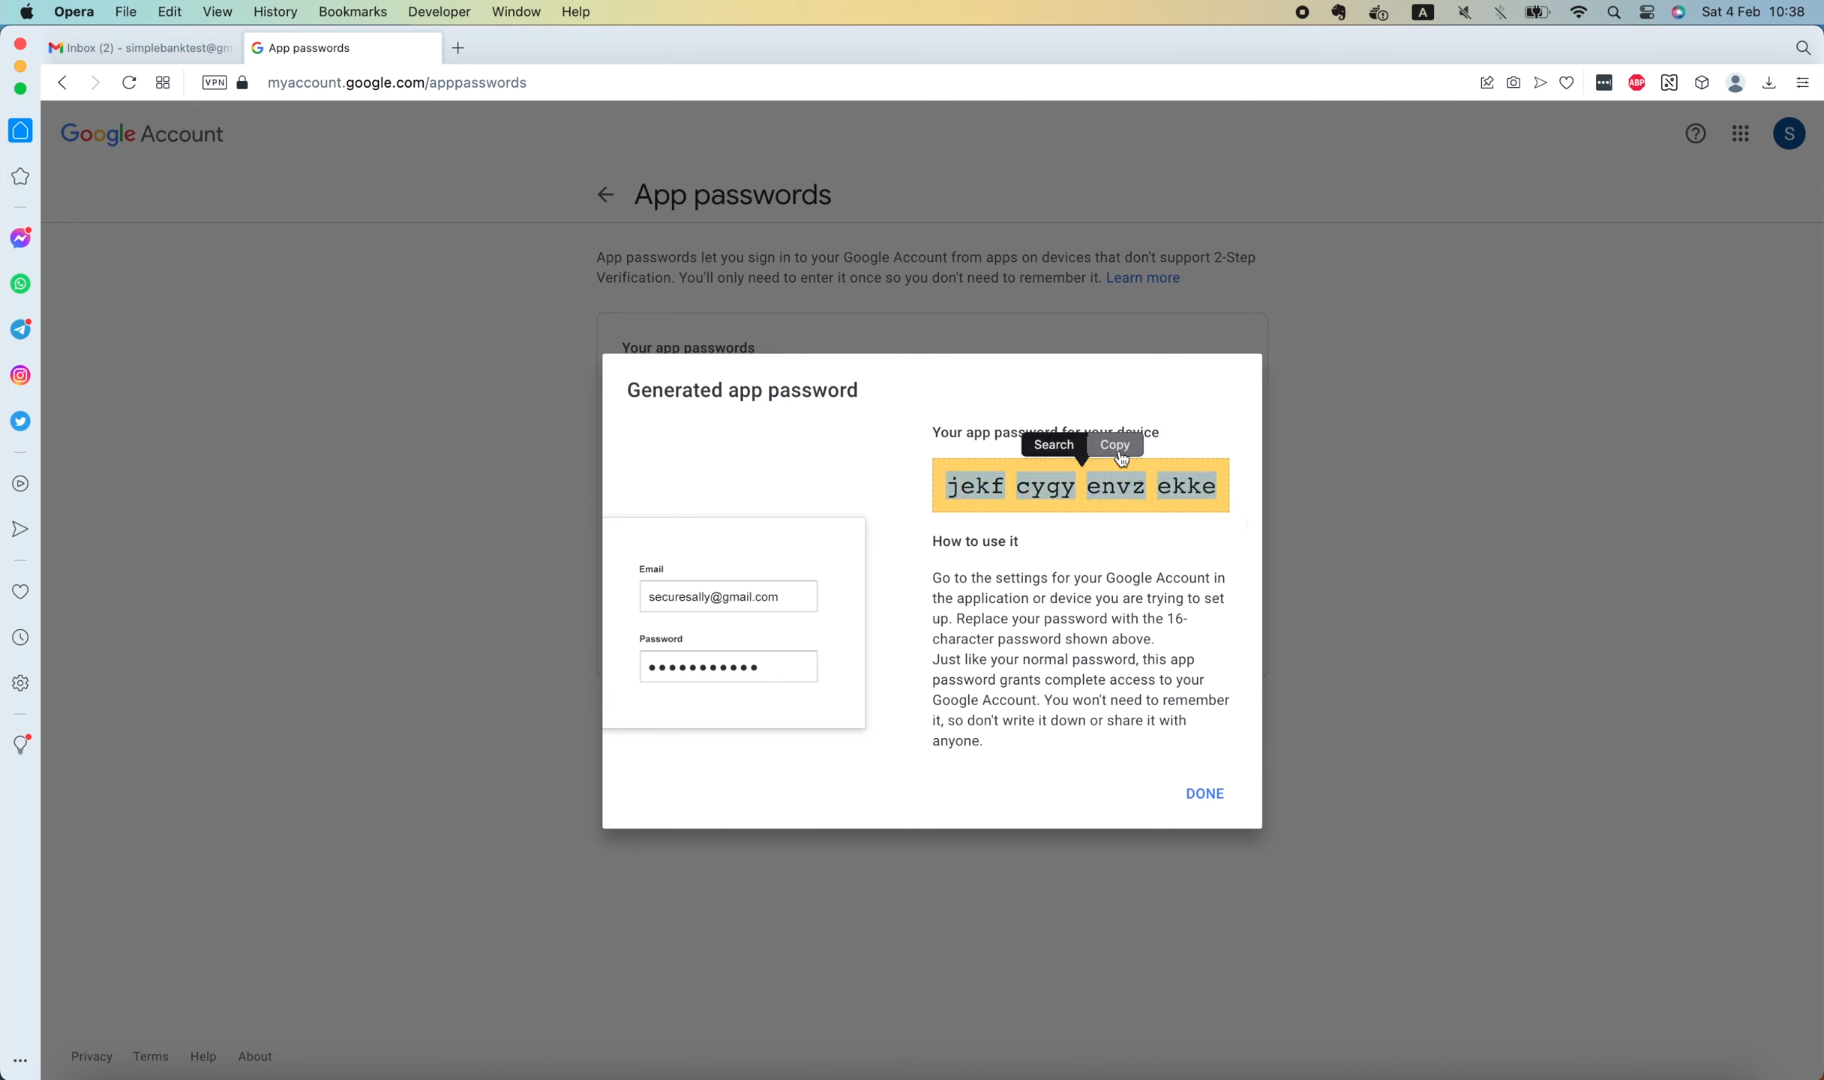 Opera File Edit View History Bookmarks Developer Window Help
A
Sat 4 Feb 10:38
Inbox (2) - simplebanktest@gm
App passwords
VPN
myaccount.google.com/apppasswords
ABP
Google Account
S
App passwords
App passwords let you sign in to your Google Account from apps on devices that don't support 2-Step
Verification. You'll only need to enter it once so you don't need to remember it. Learn more
Your app passwords
Generated app password
Your app password for your device
Search Copy
jekf cygy envz ekke
How to use it
Email
securesally@gmail.com
Password
Go to the settings for your Google Account in
the application or device you are trying to set
up. Replace your password with the 16-
character password shown above.
Just like your normal password, this app
password grants complete access to your
Google Account. You won't need to remember
it, so don't write it down or share it with
anyone.
DONE
Privacy Terms Help About